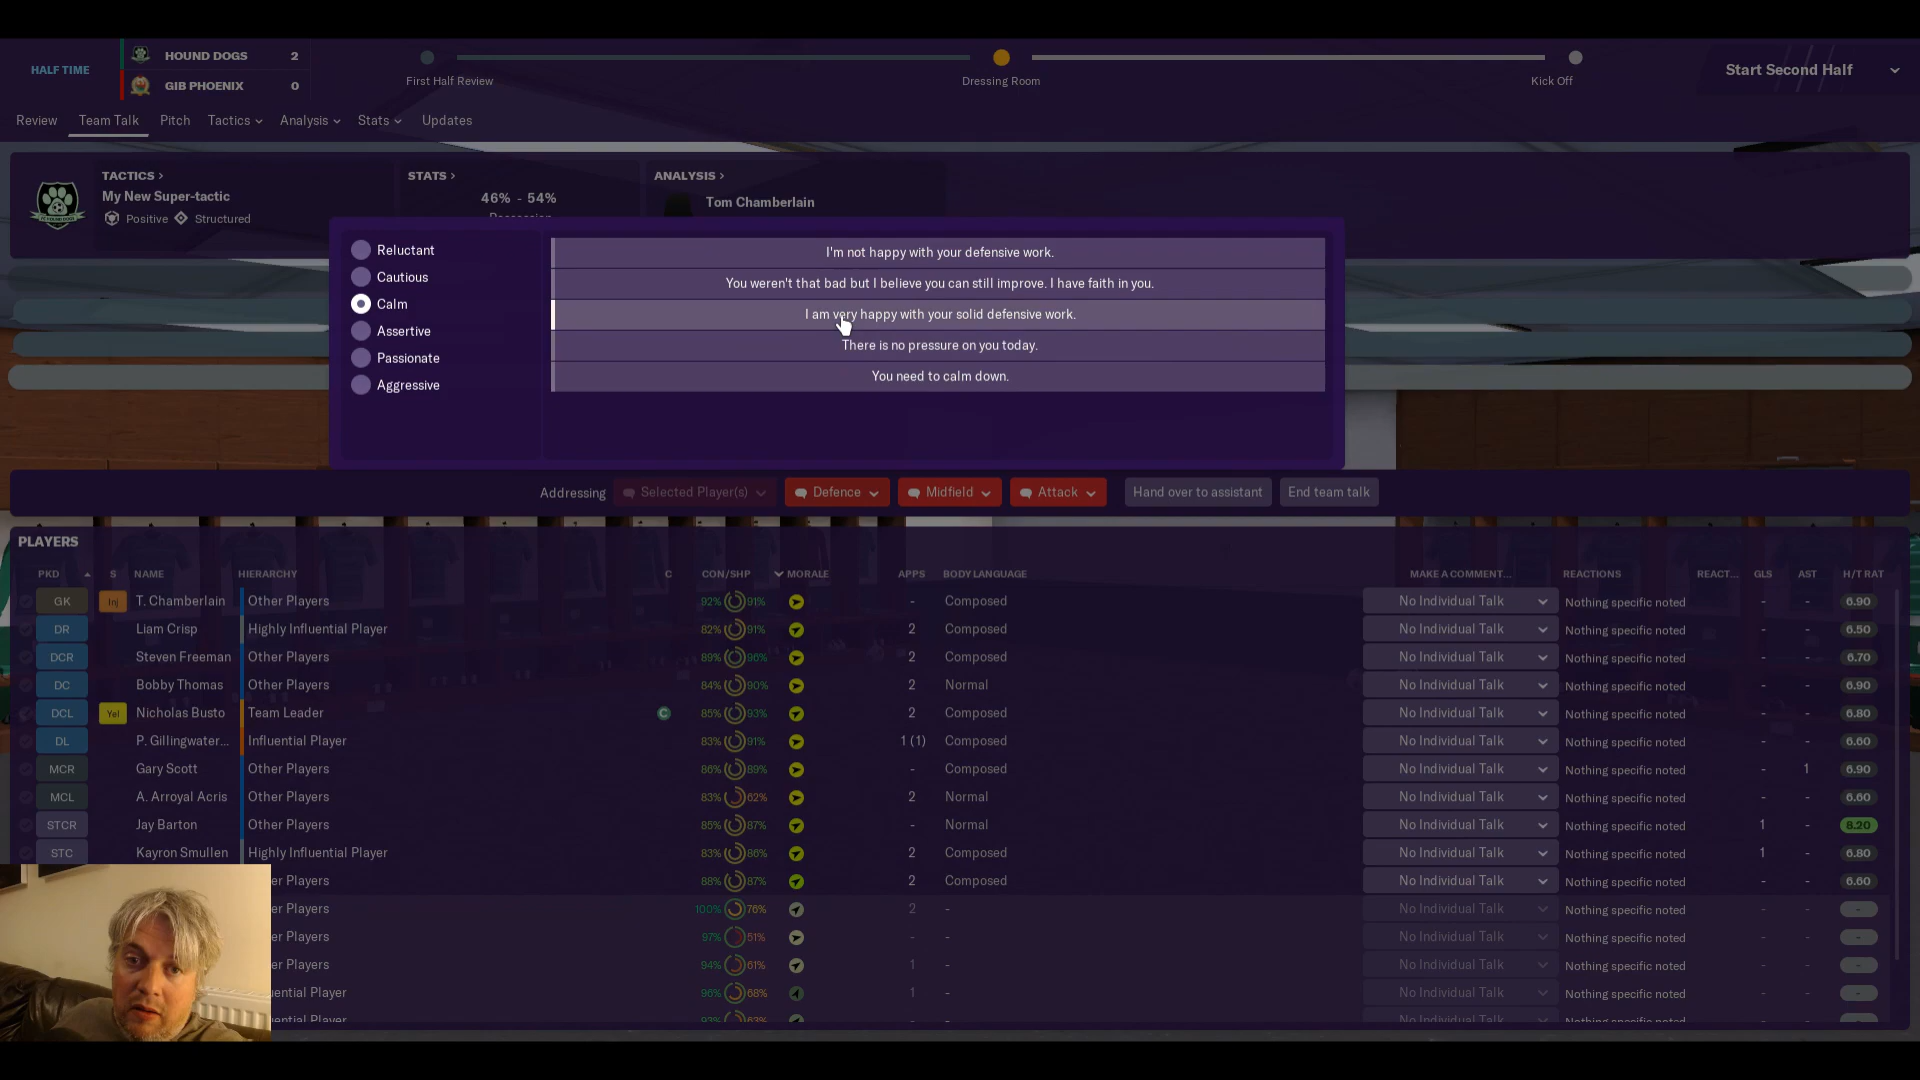 HALF TIME
HOUND DOGS 2
GIB PHOENIX 0
First Half Review
Dressing Room
Kick Off
Start Second Half
Review Team Talk Pitch Tactics Analysis Stats Updates
TACTICS >
My New Super-tactic
Positive Structured
STATS >
46% - 54%
Possession
ANALYSIS >
Tom Chamberlain
Reluctant
Cautious
Calm
Assertive
Passionate
Aggressive
I'm not happy with your defensive work.
You weren't that bad but I believe you can still improve. I have faith in you.
I am very happy with your solid defensive work.
There is no pressure on you today.
You need to calm down.
Addressing Selected Player(s) Defence Midfield Attack Hand over to assistant End team talk
PLAYERS
PKD S NAME HIERARCHY C CON/SHP MORALE APPS BODY LANGUAGE MAKE A COMMENT... REACTIONS REACT... GLS AST H/T RAT
GK Inj T. Chamberlain Other Players 92% 91% - Composed No Individual Talk Nothing specific noted - - 6.90
DR Liam Crisp Highly Influential Player 82% 91% 2 Composed No Individual Talk Nothing specific noted - - 6.50
DCR Steven Freeman Other Players 89% 96% 2 Composed No Individual Talk Nothing specific noted - - 6.70
DC Bobby Thomas Other Players 84% 90% 2 Normal No Individual Talk Nothing specific noted - - 6.90
DCL Yel Nicholas Busto Team Leader C 85% 93% 2 Composed No Individual Talk Nothing specific noted - - 6.80
DL P. Gillingwater... Influential Player 83% 91% 1 (1) Composed No Individual Talk Nothing specific noted - - 6.60
MCR Gary Scott Other Players 86% 89% - Composed No Individual Talk Nothing specific noted - 1 6.90
MCL A. Arroyal Acris Other Players 83% 62% 2 Normal No Individual Talk Nothing specific noted - - 6.60
STCR Jay Barton Other Players 85% 87% - Normal No Individual Talk Nothing specific noted 1 - 8.20
STC Kayron Smullen Highly Influential Player 83% 86% 2 Composed No Individual Talk Nothing specific noted 1 - 6.80
er Players 88% 87% 2 Composed No Individual Talk Nothing specific noted - - 6.60
er Players 100% 76% 2 - No Individual Talk Nothing specific noted - - -
er Players 97% 51% - - No Individual Talk Nothing specific noted - - -
er Players 94% 61% 1 - No Individual Talk Nothing specific noted - - -
ential Player 96% 68% 1 - No Individual Talk Nothing specific noted - - -
ential Player 93% 63% - - No Individual Talk Nothing specific noted - -